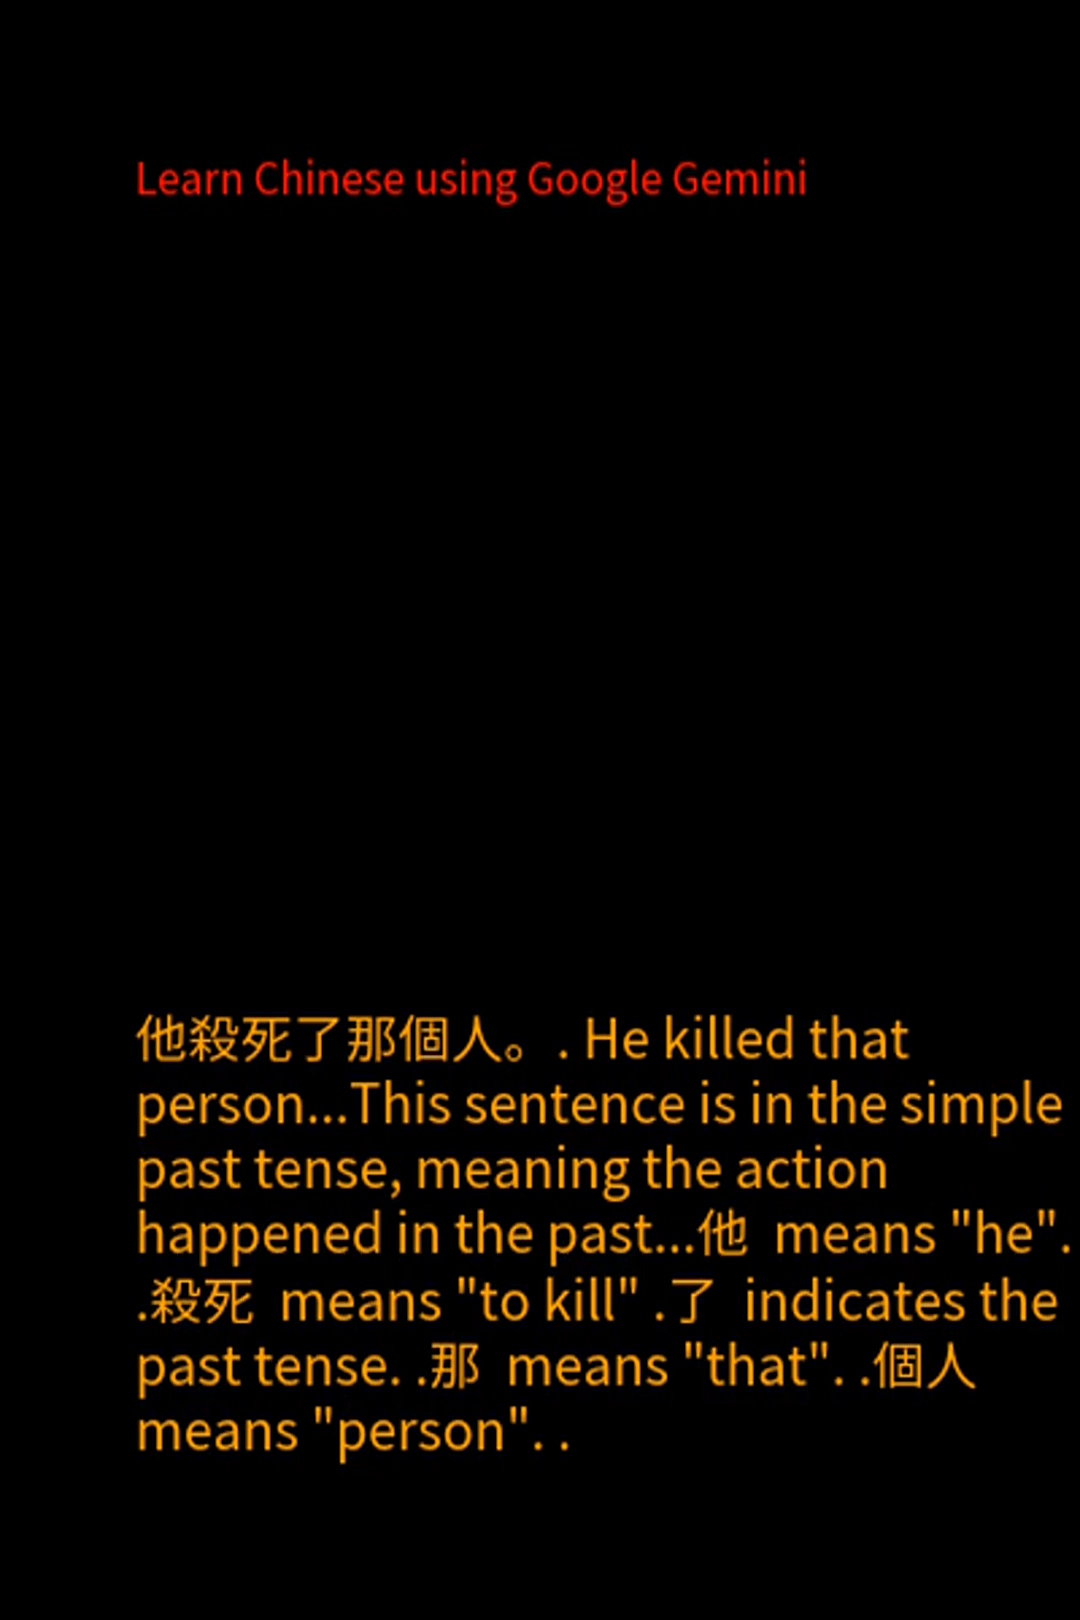 Learn Chinese using Google Gemini
他殺死了那個人。. He killed that
person...This sentence is in the simple
past tense, meaning the action
happened in the past...他 means "he".
.殺死 means "to kill" .了 indicates the
past tense. .那 means "that". .個人
means "person". .